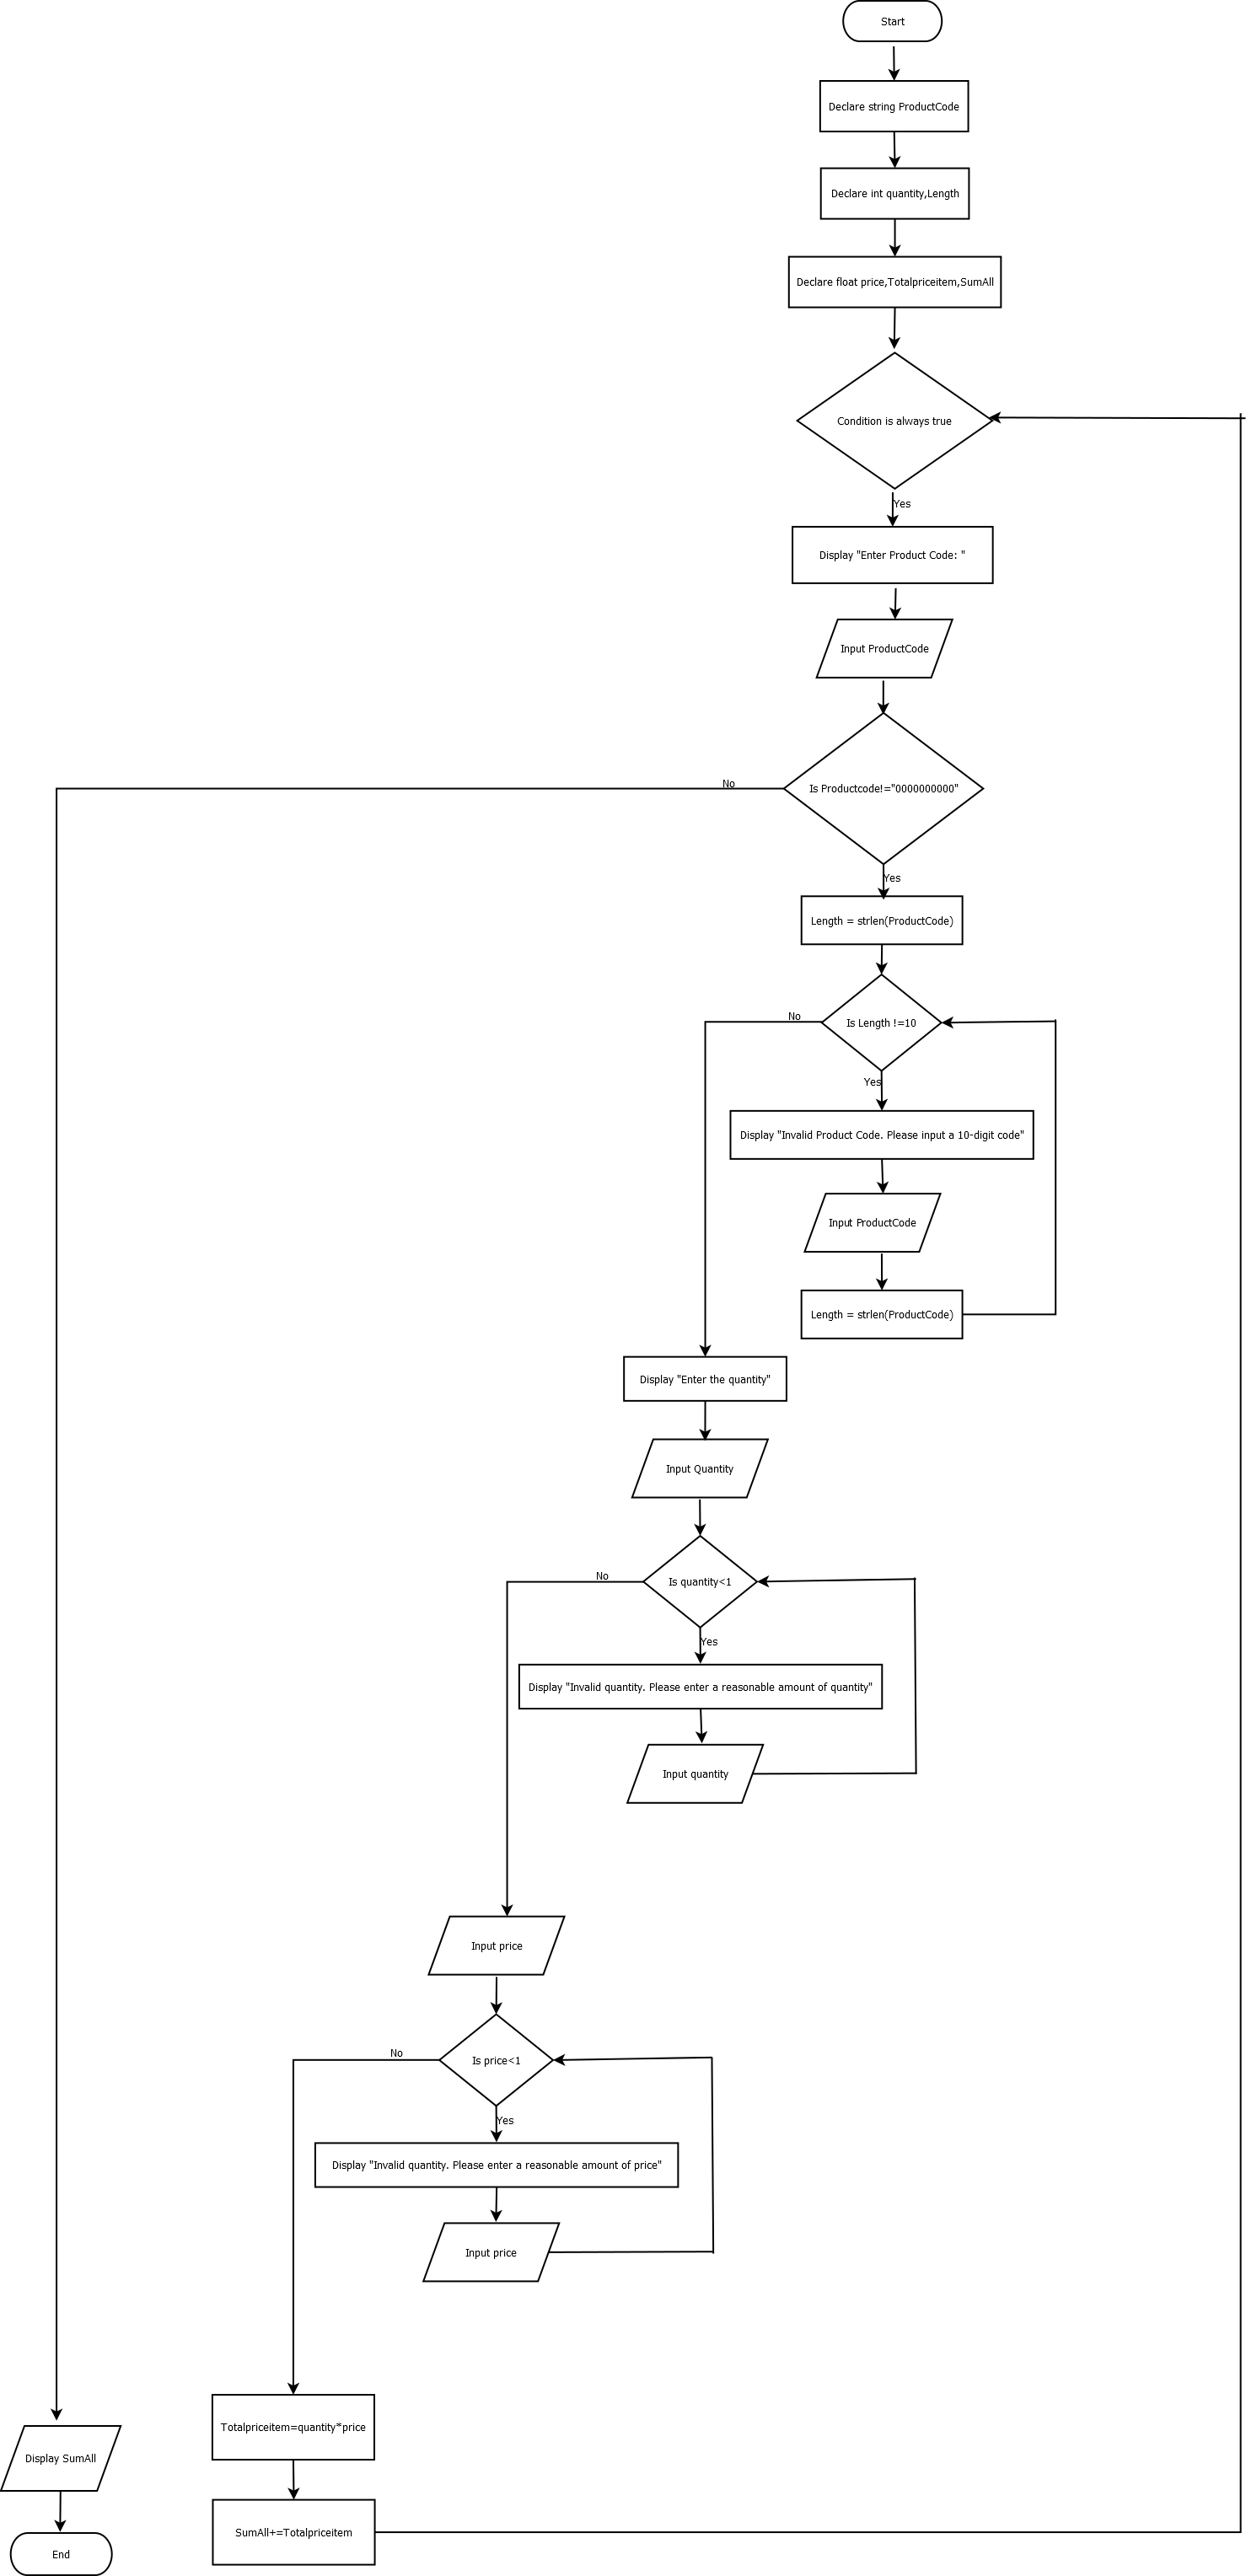 Start
Declare string ProductCode
Declare int quantity,Length
Declare float price,Totalpriceitem,SumAll
Condition is always true
Yes
Display "Enter Product Code: "
Input ProductCode
Is Productcode!="0000000000"
No
Yes
Length = strlen(ProductCode)
Is Length !=10
No
Yes
Display "Invalid Product Code. Please input a 10-digit code"
Input ProductCode
Length = strlen(ProductCode)
Display "Enter the quantity"
Input Quantity
Is quantity<1
No
Yes
Display "Invalid quantity. Please enter a reasonable amount of quantity"
Input quantity
Input price
Is price<1
No
Yes
Display "Invalid quantity. Please enter a reasonable amount of price"
Input price
Totalpriceitem=quantity*price
SumAll+=Totalpriceitem
Display SumAll
End